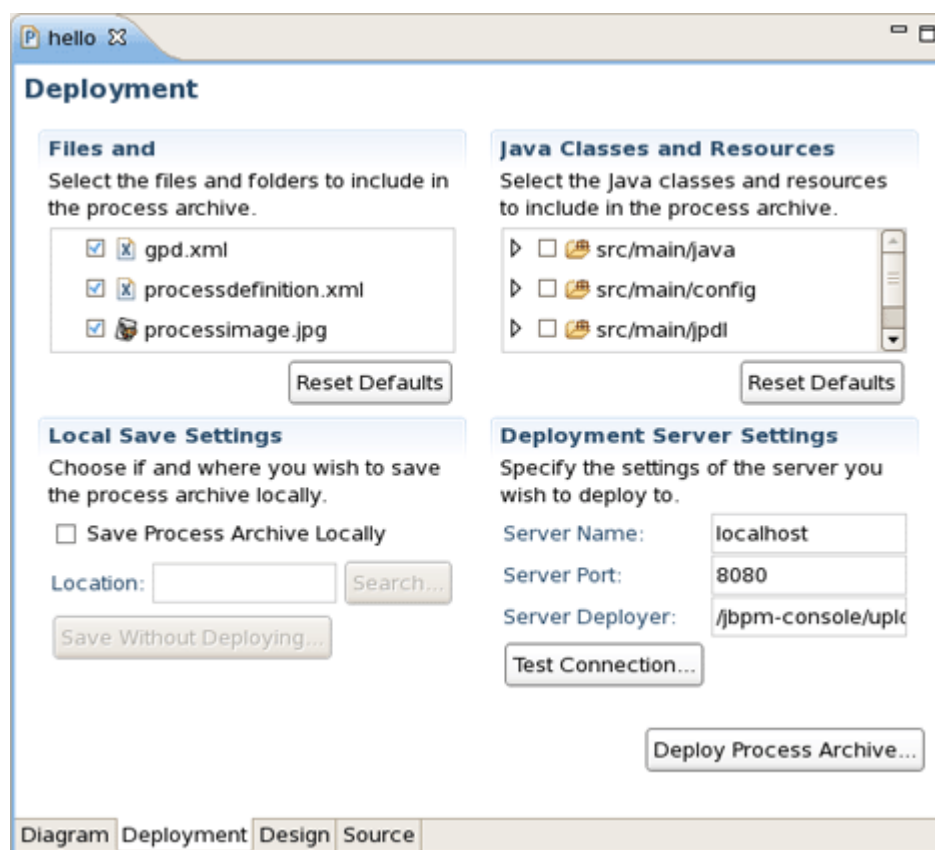 hello
Deployment
Files and
Select the files and folders to include in
the process archive.
gpd.xml
processdefinition.xml
processimage.jpg
Reset Defaults
Java Classes and Resources
Select the Java classes and resources
to include in the process archive.
src/main/java
src/main/config
src/main/jpdl
Reset Defaults
Local Save Settings
Choose if and where you wish to save
the process archive locally.
Save Process Archive Locally
Location:
Search...
Save Without Deploying...
Deployment Server Settings
Specify the settings of the server you
wish to deploy to.
Server Name: localhost
Server Port: 8080
Server Deployer: /jbpm-console/uplo
Test Connection...
Deploy Process Archive...
Diagram Deployment Design Source